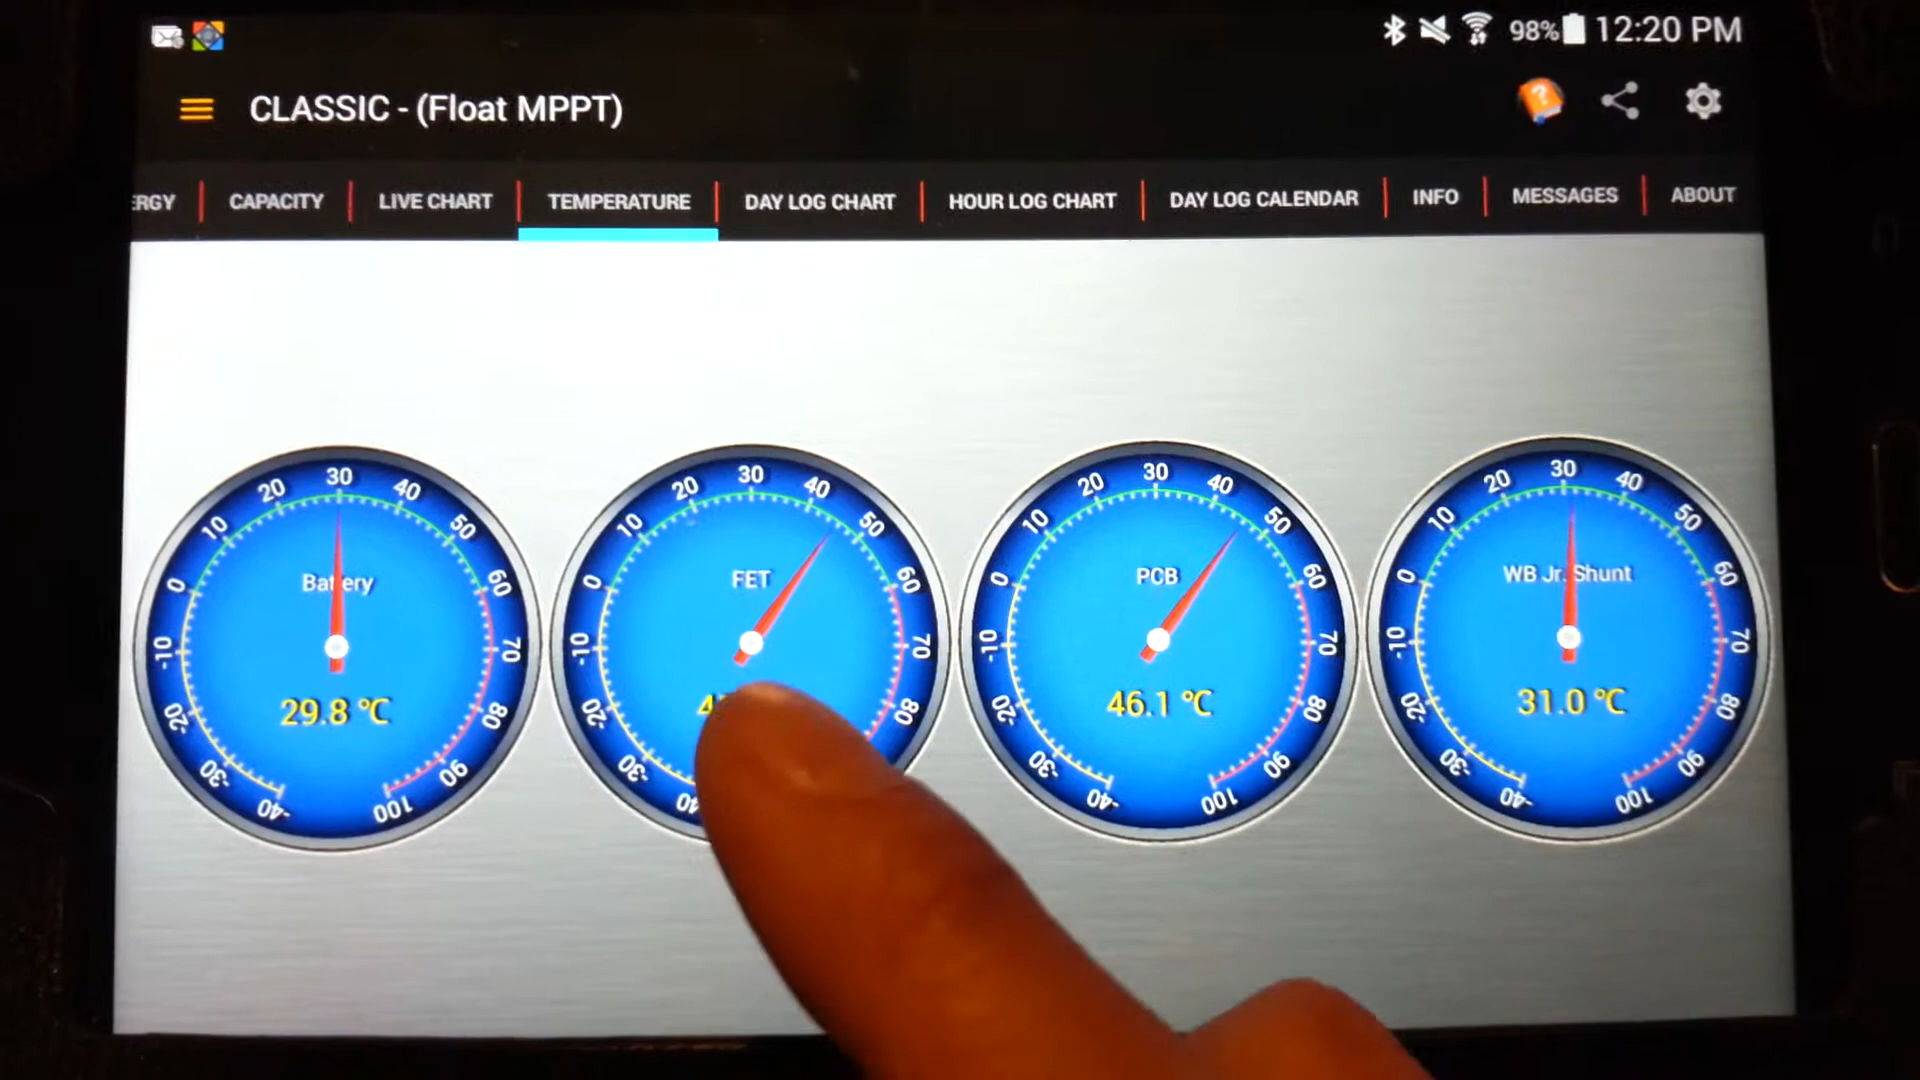 98% 12:20 PM
CLASSIC - (Float MPPT)
ERGY CAPACITY LIVE CHART TEMPERATURE DAY LOG CHART HOUR LOG CHART DAY LOG CALENDAR INFO MESSAGES ABOUT
-40 -30 -20 -10 0 10 20 30 40 50 60 70 80 90 100
Battery
29.8 °C
-30 -20 -10 0 10 20 30 40 50 60 70 80
FET
-40 -30 -20 -10 0 10 20 30 40 50 60 70 80 90 100
PCB
46.1 °C
-40 -30 -20 -10 0 10 20 30 40 50 60 70 80 90 100
WB Jr. Shunt
31.0 °C